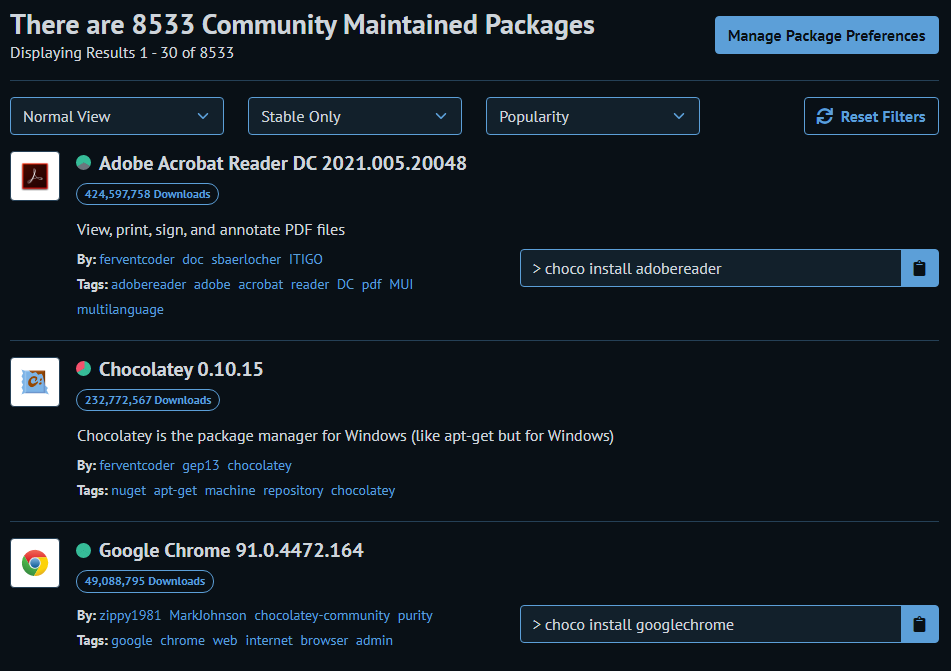 There are 8533 Community Maintained Packages
Displaying Results 1 - 30 of 8533
Manage Package Preferences
Normal View
Stable Only
Popularity
Reset Filters
Adobe Acrobat Reader DC 2021.005.20048
424,597,758 Downloads
View, print, sign, and annotate PDF files
By: ferventcoder doc sbaerlocher ITIGO
Tags: adobereader adobe acrobat reader DC pdf MUI
multilanguage
> choco install adobereader
Chocolatey 0.10.15
232,772,567 Downloads
Chocolatey is the package manager for Windows (like apt-get but for Windows)
By: ferventcoder gep13 chocolatey
Tags: nuget apt-get machine repository chocolatey
Google Chrome 91.0.4472.164
49,088,795 Downloads
By: zippy1981 MarkJohnson chocolatey-community purity
Tags: google chrome web internet browser admin
> choco install googlechrome